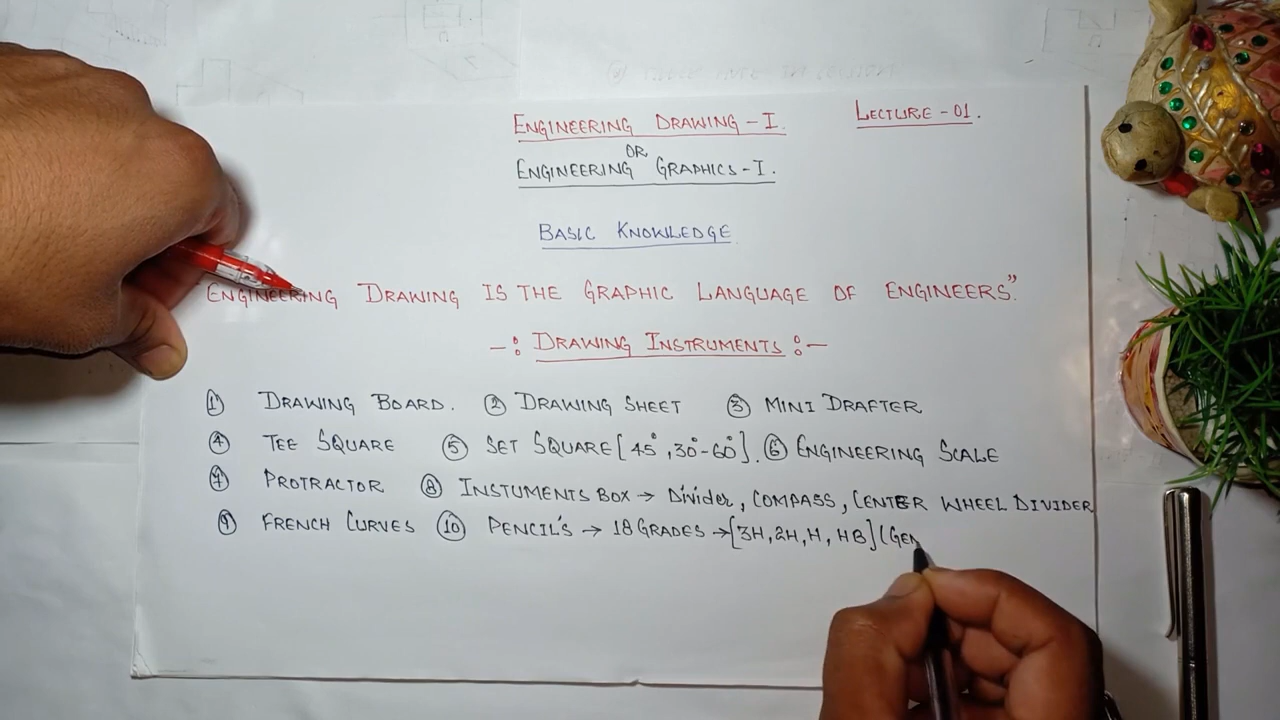 ENGINEERING DRAWING - I. LECTURE - 01.
OR
ENGINEERING GRAPHICS - I.
BASIC KNOWLEDGE
"ENGINEERING DRAWING IS THE GRAPHIC LANGUAGE OF ENGINEERS".
-: DRAWING INSTRUMENTS :-
① DRAWING BOARD. ② DRAWING SHEET ③ MINI DRAFTER
④ TEE SQUARE ⑤ SET SQUARE [45°, 30°-60°]. ⑥ ENGINEERING SCALE
⑦ PROTRACTOR ⑧ INSTUMENTS BOX → Divider, COMPASS, CENTER WHEEL DIVIDER
⑨ FRENCH CURVES ⑩ PENCIL'S → 18 GRADES → [3H, 2H, H, HB] (GEN